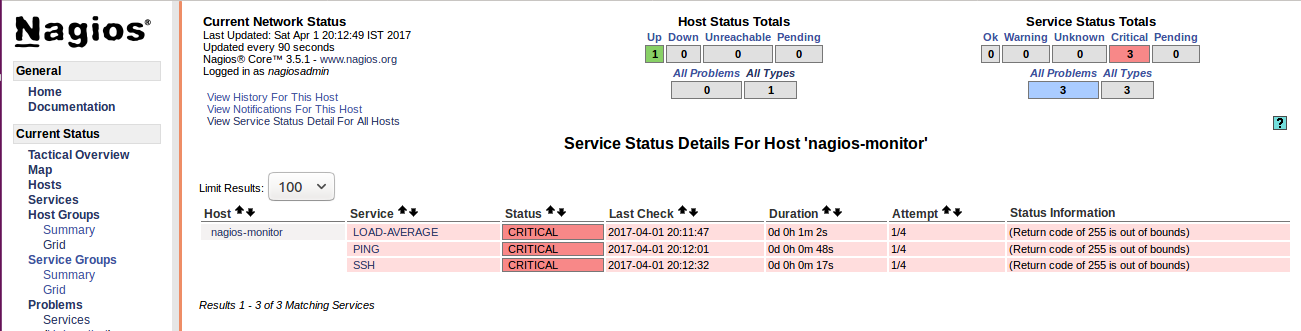 Nagios®
General
Home
Documentation
Current Status
Tactical Overview
Map
Hosts
Services
Host Groups
Summary
Grid
Service Groups
Summary
Grid
Problems
Services
Current Network Status
Last Updated: Sat Apr 1 20:12:49 IST 2017
Updated every 90 seconds
Nagios® Core™ 3.5.1 - www.nagios.org
Logged in as nagiosadmin
View History For This Host
View Notifications For This Host
View Service Status Detail For All Hosts
Host Status Totals
Up Down Unreachable Pending
1 0 0 0
All Problems All Types
0 1
Service Status Totals
Ok Warning Unknown Critical Pending
0 0 0 3 0
All Problems All Types
3 3
?
Service Status Details For Host 'nagios-monitor'
Limit Results: 100
Host Service Status Last Check Duration Attempt Status Information
nagios-monitor LOAD-AVERAGE CRITICAL 2017-04-01 20:11:47 0d 0h 1m 2s 1/4 (Return code of 255 is out of bounds)
PING CRITICAL 2017-04-01 20:12:01 0d 0h 0m 48s 1/4 (Return code of 255 is out of bounds)
SSH CRITICAL 2017-04-01 20:12:32 0d 0h 0m 17s 1/4 (Return code of 255 is out of bounds)
Results 1 - 3 of 3 Matching Services